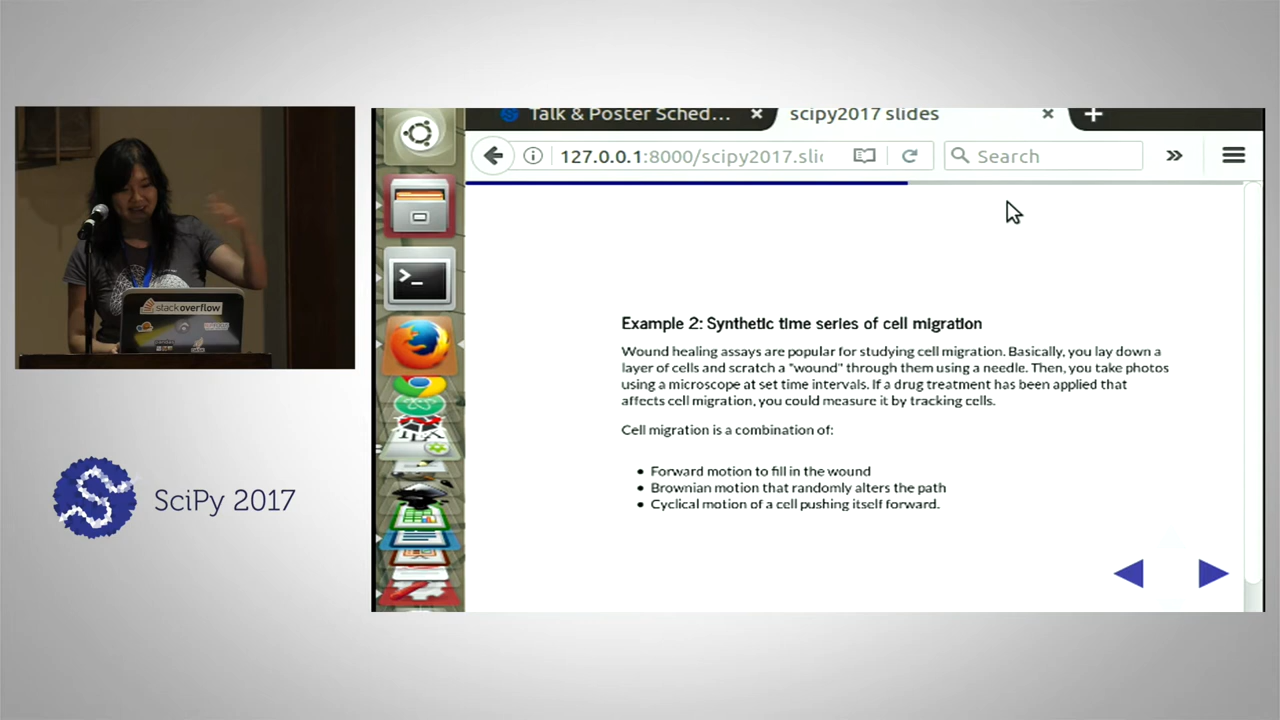 Talk & Poster Sched...
scipy2017 slides
127.0.0.1:8000/scipy2017.slic
Search
Example 2: Synthetic time series of cell migration
Wound healing assays are popular for studying cell migration. Basically, you lay down a
layer of cells and scratch a "wound" through them using a needle. Then, you take photos
using a microscope at set time intervals. If a drug treatment has been applied that
affects cell migration, you could measure it by tracking cells.
Cell migration is a combination of:
• Forward motion to fill in the wound
• Brownian motion that randomly alters the path
• Cyclical motion of a cell pushing itself forward.
stackoverflow
SciPy 2017